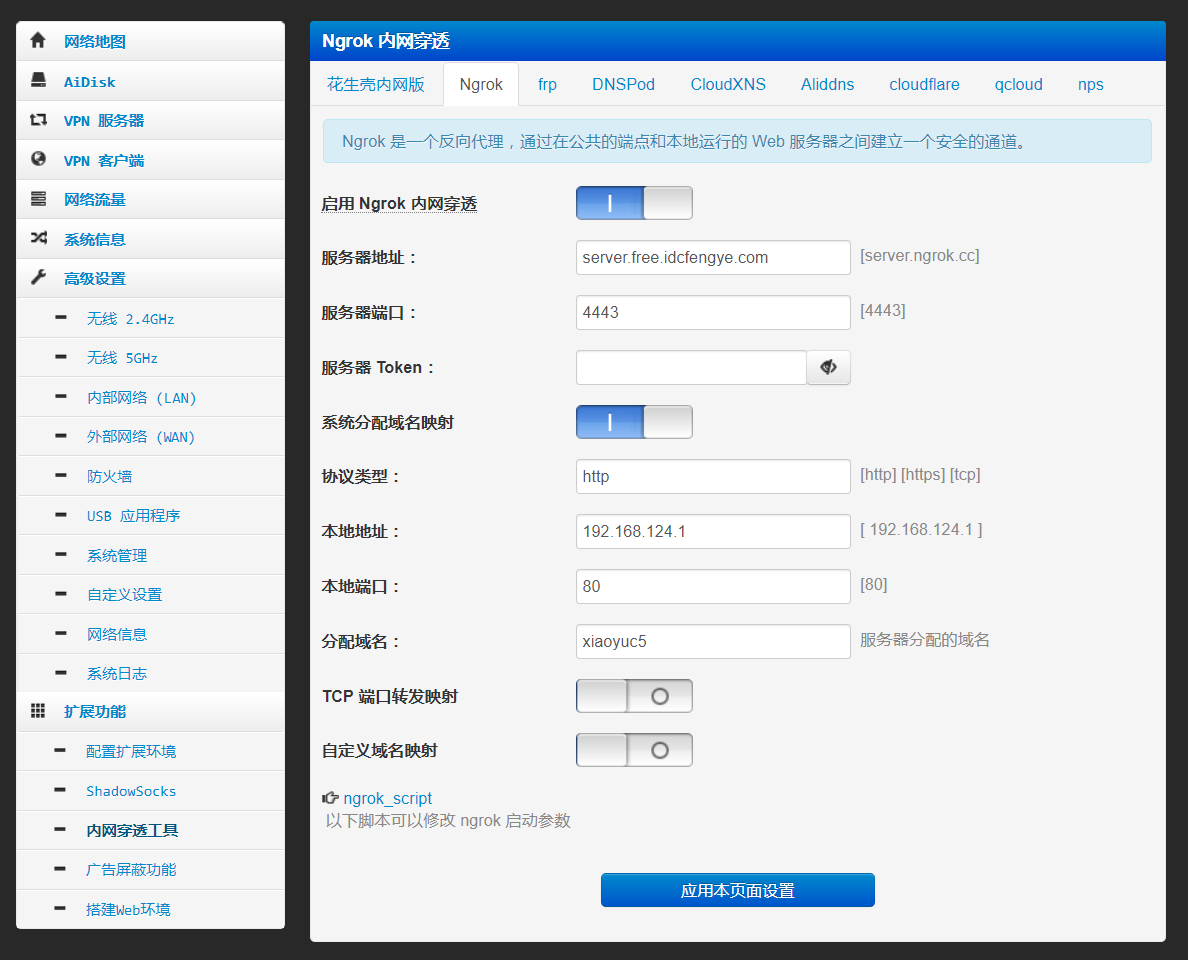 网络地图
AiDisk
VPN 服务器
VPN 客户端
网络流量
系统信息
高级设置
无线 2.4GHz
无线 5GHz
内部网络 (LAN)
外部网络 (WAN)
防火墙
USB 应用程序
系统管理
自定义设置
网络信息
系统日志
扩展功能
配置扩展环境
ShadowSocks
内网穿透工具
广告屏蔽功能
搭建Web环境
Ngrok 内网穿透
花生壳内网版 Ngrok frp DNSPod CloudXNS Aliddns cloudflare qcloud nps
Ngrok 是一个反向代理，通过在公共的端点和本地运行的 Web 服务器之间建立一个安全的通道。
启用 Ngrok 内网穿透
服务器地址： server.free.idcfengye.com [server.ngrok.cc]
服务器端口： 4443 [4443]
服务器 Token：
系统分配域名映射
协议类型： http [http] [https] [tcp]
本地地址： 192.168.124.1 [ 192.168.124.1 ]
本地端口： 80 [80]
分配域名： xiaoyuc5 服务器分配的域名
TCP 端口转发映射
自定义域名映射
ngrok_script
以下脚本可以修改 ngrok 启动参数
应用本页面设置